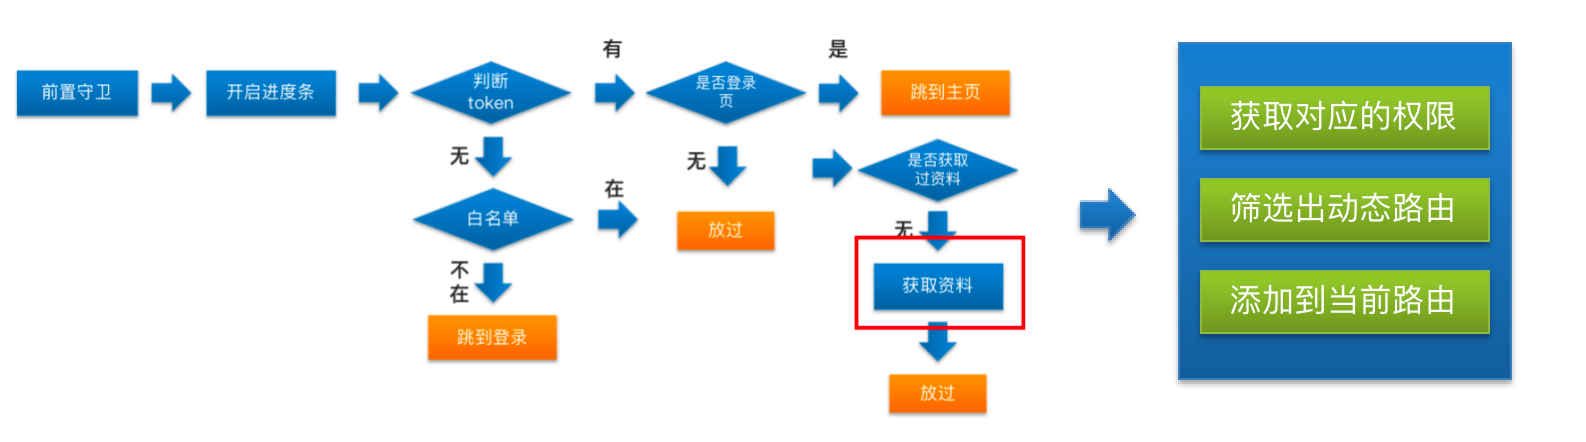 前置守卫
开启进度条
判断
token
有
是否登录
页
是
跳到主页
无
白名单
在
无
放过
是否获取
过资料
无
获取资料
放过
不
在
跳到登录
获取对应的权限
筛选出动态路由
添加到当前路由